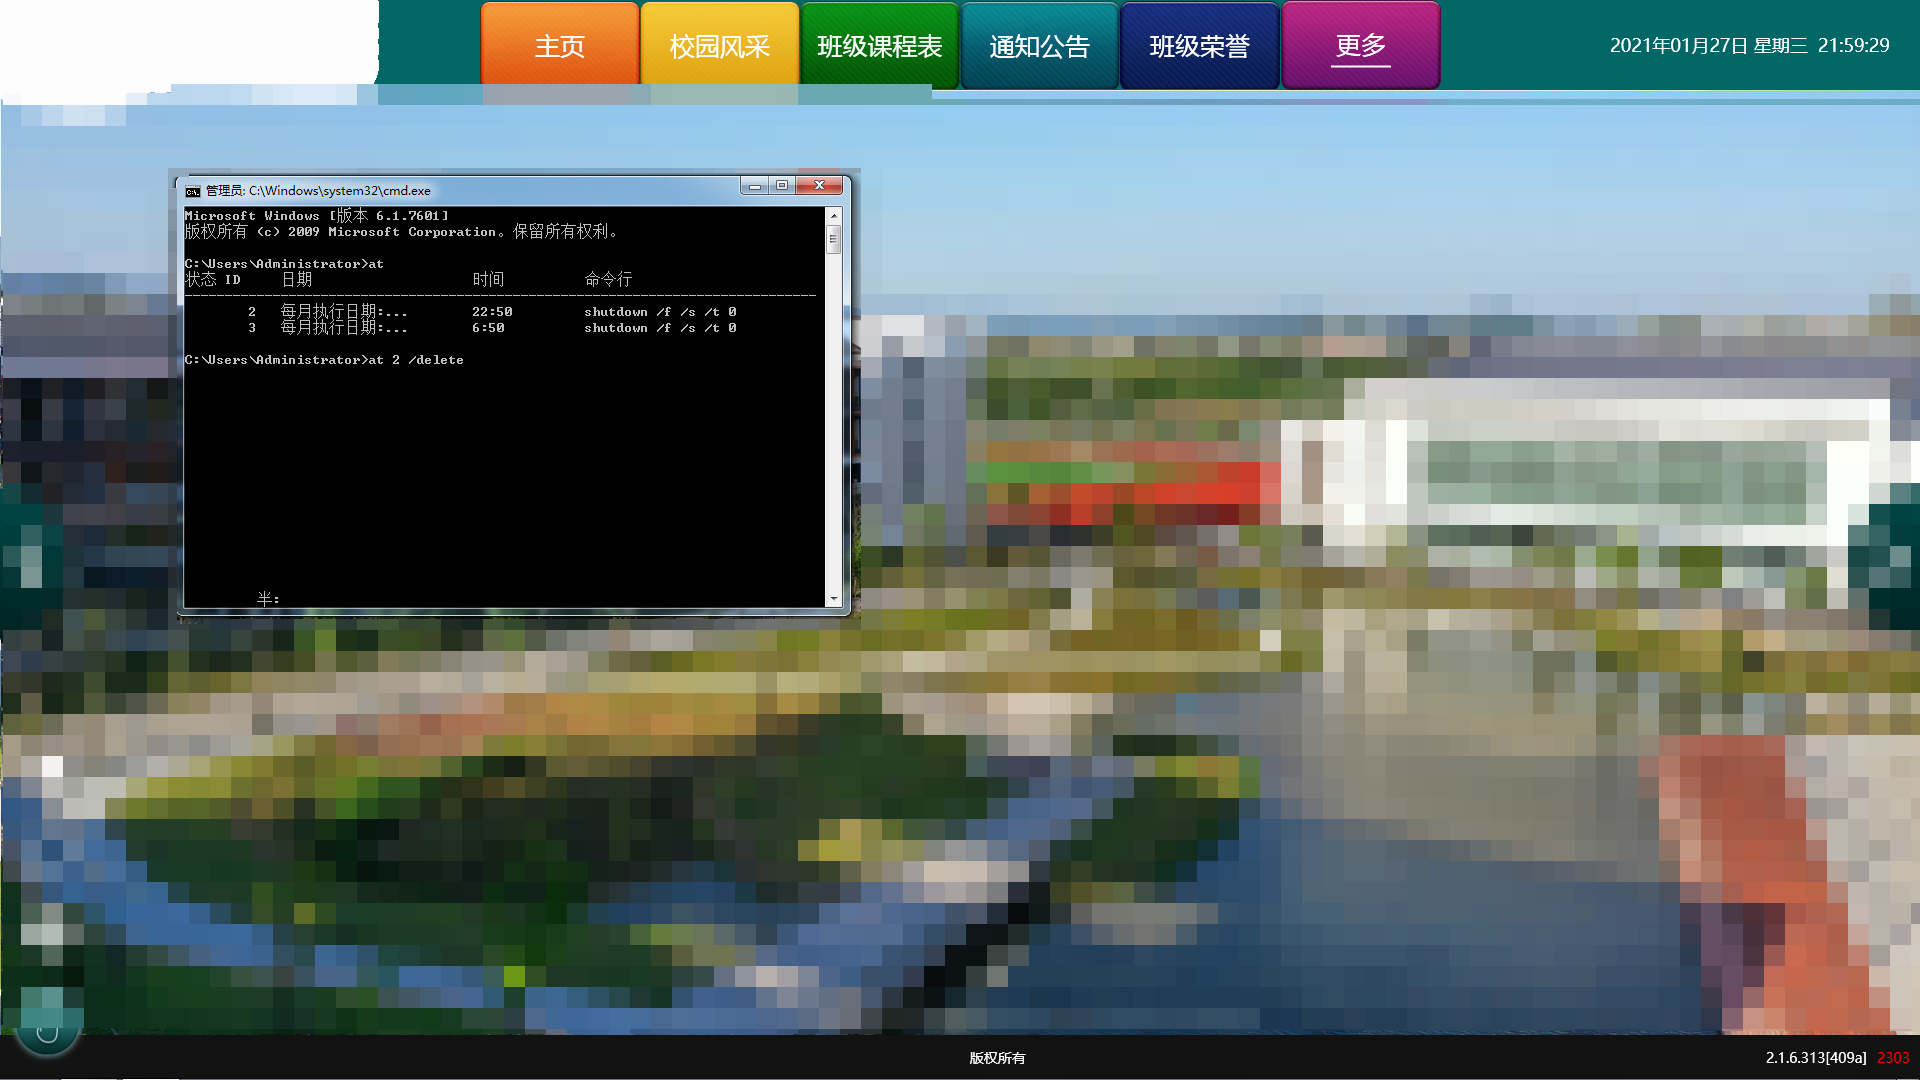 主页 校园风采 班级课程表 通知公告 班级荣誉 更多 2021年01月27日 星期三 21:59:29
管理员: C:\Windows\system32\cmd.exe
Microsoft Windows [版本 6.1.7601]
版权所有 (c) 2009 Microsoft Corporation。保留所有权利。
C:\Users\Administrator>at
状态 ID 日期 时间 命令行
-------------------------------------------------------------------------------
2 每月执行日期:... 22:50 shutdown /f /s /t 0
3 每月执行日期:... 6:50 shutdown /f /s /t 0
C:\Users\Administrator>at 2 /delete
半:
版权所有 2.1.6.313[409a] 2303